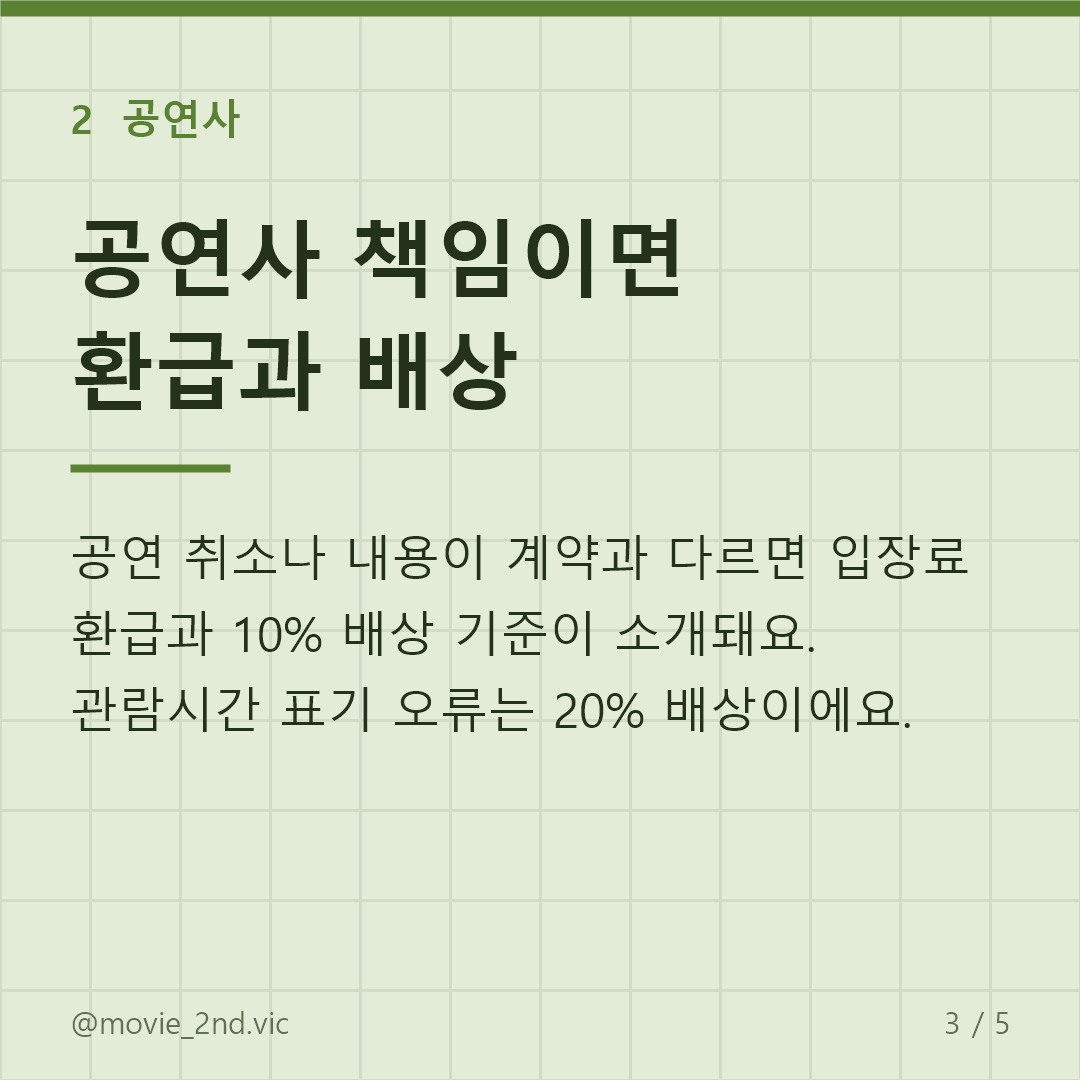 2 공연사
공연사 책임이면
환급과 배상
공연 취소나 내용이 계약과 다르면 입장료
환급과 10% 배상 기준이 소개돼요.
관람시간 표기 오류는 20% 배상이에요.
@movie_2nd.vic
3 / 5